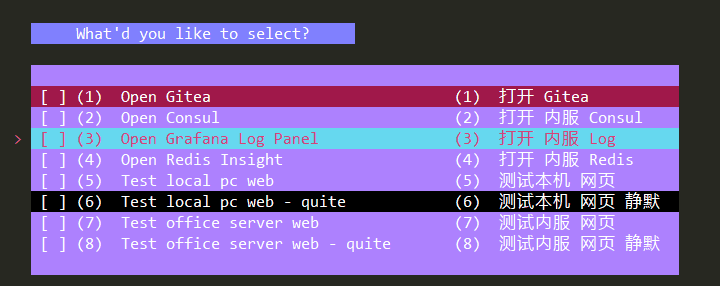 What'd you like to select?
[ ] (1) Open Gitea (1) 打开 Gitea
[ ] (2) Open Consul (2) 打开 内服 Consul
> [ ] (3) Open Grafana Log Panel (3) 打开 内服 Log
[ ] (4) Open Redis Insight (4) 打开 内服 Redis
[ ] (5) Test local pc web (5) 测试本机 网页
[ ] (6) Test local pc web - quite (6) 测试本机 网页 静默
[ ] (7) Test office server web (7) 测试内服 网页
[ ] (8) Test office server web - quite (8) 测试内服 网页 静默